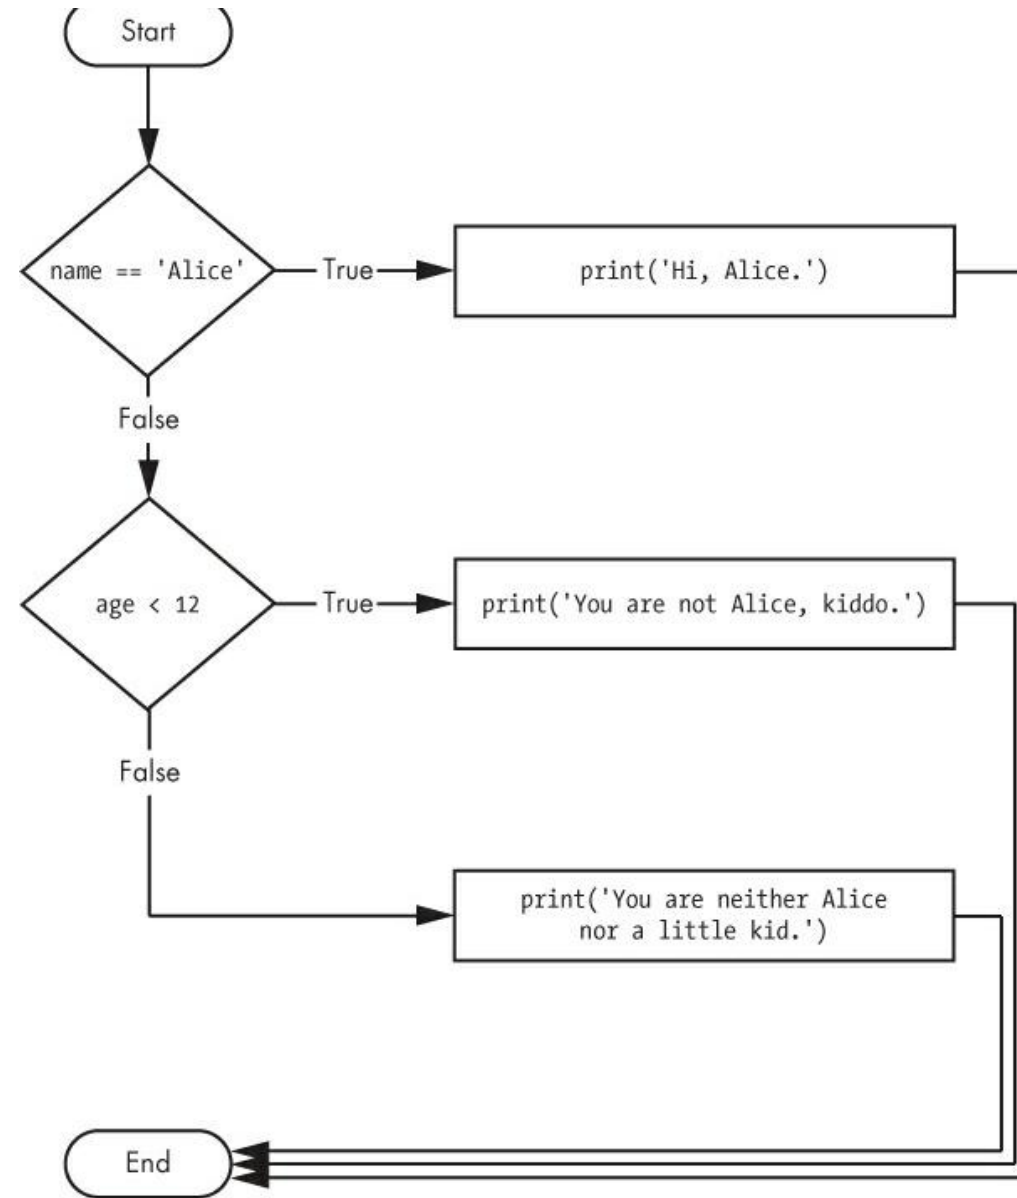 Start
name == 'Alice'
True
print('Hi, Alice.')
False
age < 12
True
print('You are not Alice, kiddo.')
False
print('You are neither Alice
nor a little kid.')
End